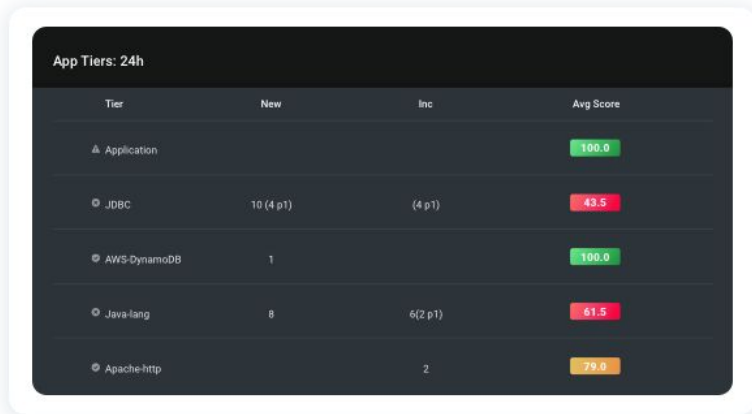 App Tiers: 24h
Tier New Inc Avg Score
Application 100.0
JDBC 10 (4 p1) (4 p1) 43.5
AWS-DynamoDB 1 100.0
Java-lang 8 6(2 p1) 61.5
Apache-http 2 79.0